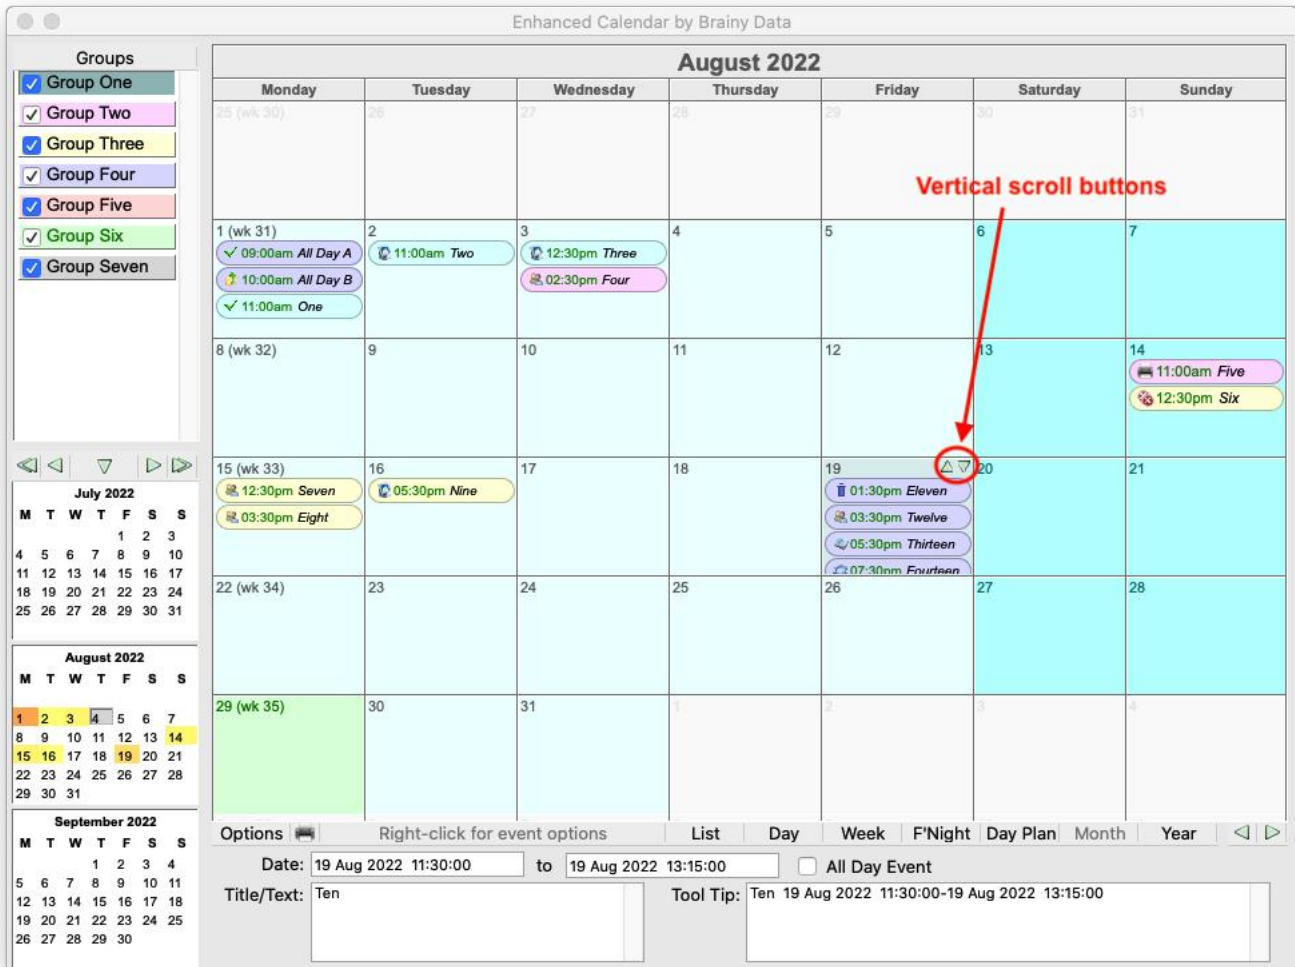 Enhanced Calendar by Brainy Data
Groups
Group One
Group Two
Group Three
Group Four
Group Five
Group Six
Group Seven
August 2022
Monday Tuesday Wednesday Thursday Friday Saturday Sunday
25 (wk 30) 26 27 28 29 30 31
Vertical scroll buttons
1 (wk 31) 2 3 4 5 6 7
09:00am All Day A 11:00am Two 12:30pm Three
10:00am All Day B 02:30pm Four
11:00am One
8 (wk 32) 9 10 11 12 13 14
11:00am Five
12:30pm Six
15 (wk 33) 16 17 18 19 20 21
12:30pm Seven 05:30pm Nine 01:30pm Eleven
03:30pm Eight 03:30pm Twelve
05:30pm Thirteen
07:30pm Fourteen
22 (wk 34) 23 24 25 26 27 28
29 (wk 35) 30 31 1 2 3 4
July 2022
M T W T F S S
1 2 3
4 5 6 7 8 9 10
11 12 13 14 15 16 17
18 19 20 21 22 23 24
25 26 27 28 29 30 31
August 2022
M T W T F S S
1 2 3 4 5 6 7
8 9 10 11 12 13 14
15 16 17 18 19 20 21
22 23 24 25 26 27 28
29 30 31
September 2022
M T W T F S S
1 2 3 4
5 6 7 8 9 10 11
12 13 14 15 16 17 18
19 20 21 22 23 24 25
26 27 28 29 30
Options Right-click for event options List Day Week F'Night Day Plan Month Year
Date: 19 Aug 2022 11:30:00 to 19 Aug 2022 13:15:00 All Day Event
Title/Text: Ten Tool Tip: Ten 19 Aug 2022 11:30:00-19 Aug 2022 13:15:00